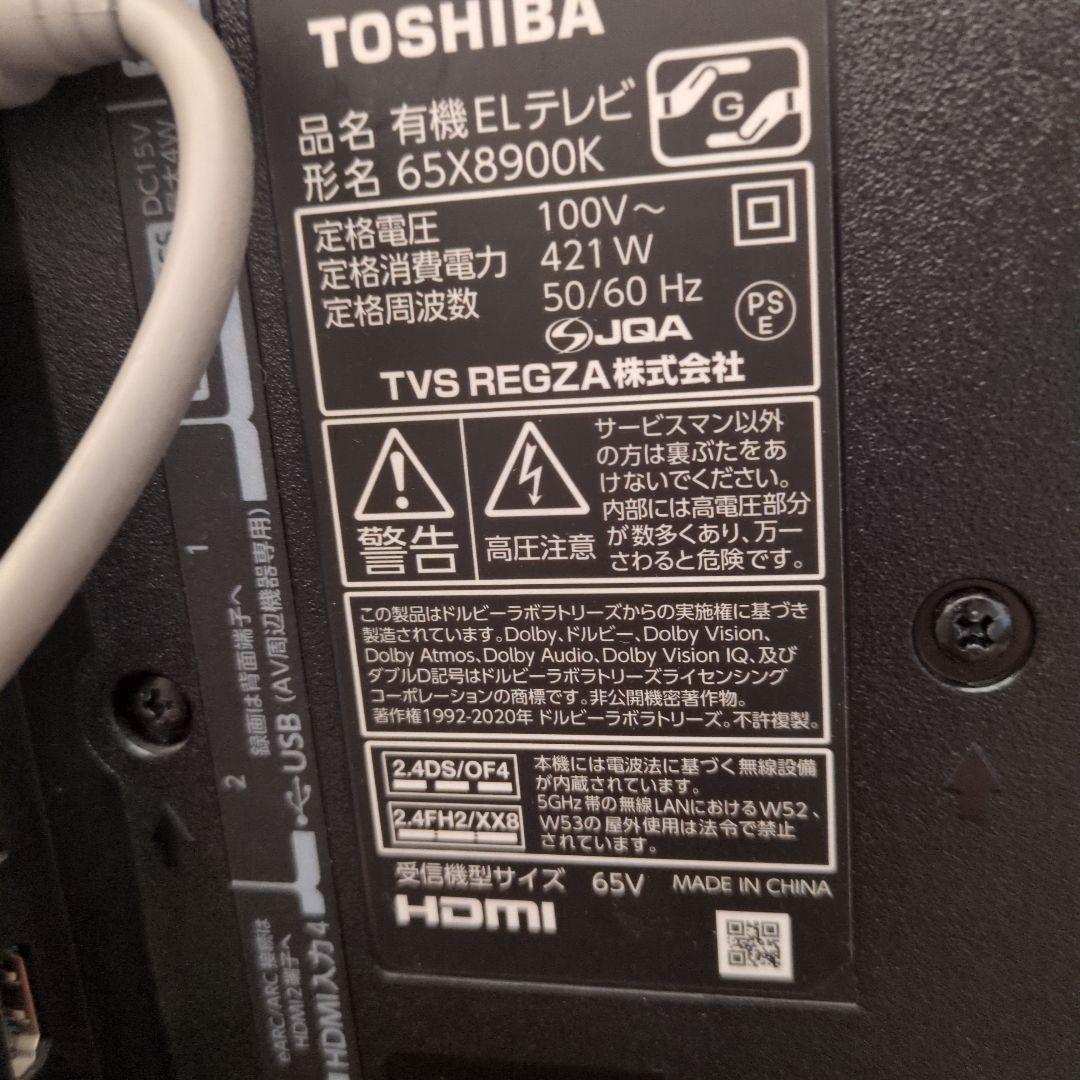 TOSHIBA
品名 有機ELテレビ
形名 65X8900K
G
定格電圧 100V～
定格消費電力 421W
定格周波数 50/60 Hz
PS
E
JQA
TVS REGZA株式会社
警告
高圧注意
サービスマン以外
の方は裏ぶたをあ
けないでください。
内部には高電圧部分
が数多くあり、万一
さわると危険です。
この製品はドルビーラボラトリーズからの実施権に基づき
製造されています。Dolby、ドルビー、Dolby Vision、
Dolby Atmos、Dolby Audio、Dolby Vision IQ、及び
ダブルD記号はドルビーラボラトリーズライセンシング
コーポレーションの商標です。非公開機密著作物。
著作権1992-2020年 ドルビーラボラトリーズ。不許複製。
2.4DS/OF4
2.4FH2/XX8
本機には電波法に基づく無線設備
が内蔵されています。
5GHz帯の無線LANにおけるW52、
W53の屋外使用は法令で禁止
されています。
受信機型サイズ 65V MADE IN CHINA
HDMI
DC15V
1
2
録画は背面端子へ
USB (AV周辺機器専用)
eARC/ARC 接続は
HDMI2端子へ
HDMI入力4